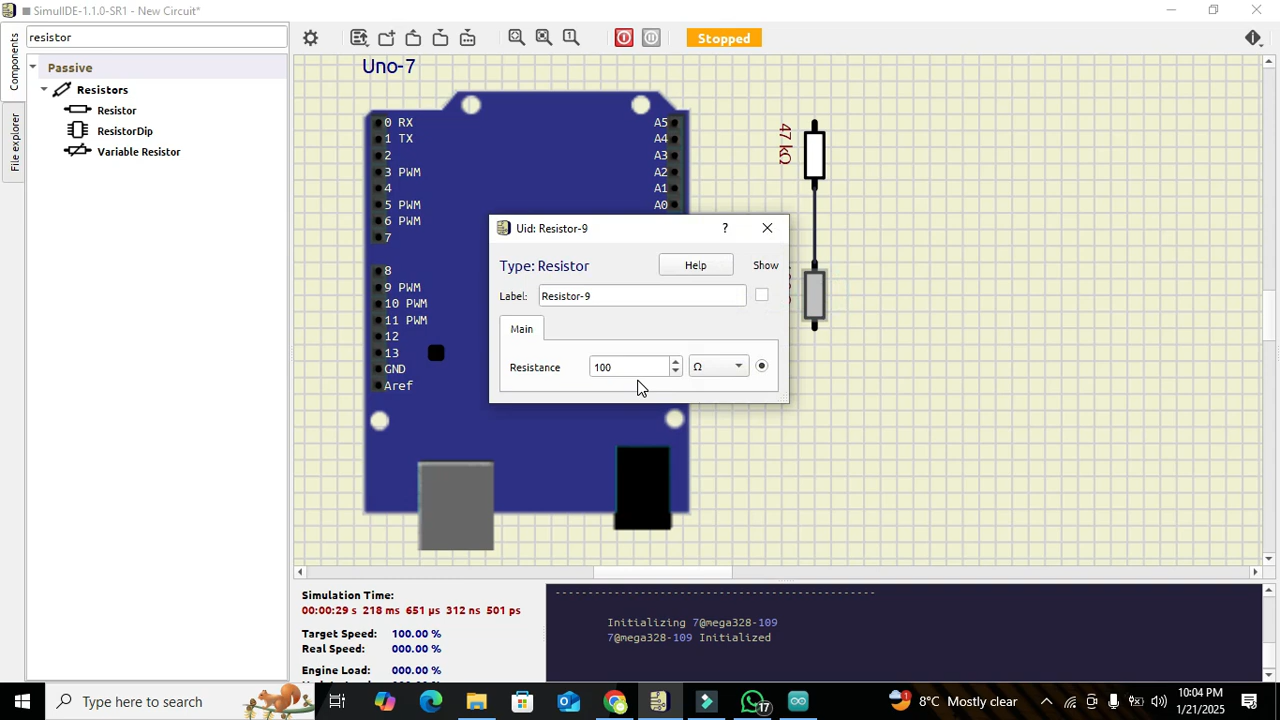 SimulIDE-1.1.0-SR1 - New Circuit*
Components
File explorer
resistor
Passive
Resistors
Resistor
ResistorDip
Variable Resistor
1
Stopped
Uno-7
0 RX
1 TX
2
3 PWM
4
5 PWM
6 PWM
7
8
9 PWM
10 PWM
11 PWM
12
13
GND
Aref
A5
A4
A3
A2
A1
A0
47 kΩ
Uid: Resistor-9
?
Type: Resistor
Help
Show
Label:
Resistor-9
Main
Resistance
100
Ω
Simulation Time:
00:00:29 s 218 ms 651 µs 312 ns 501 ps
Target Speed: 100.00 %
Real Speed: 000.00 %
Engine Load: 000.00 %
------------------------------------------
Initializing 7@mega328-109
7@mega328-109 Initialized
Type here to search
17
1
8°C Mostly clear
10:04 PM
1/21/2025